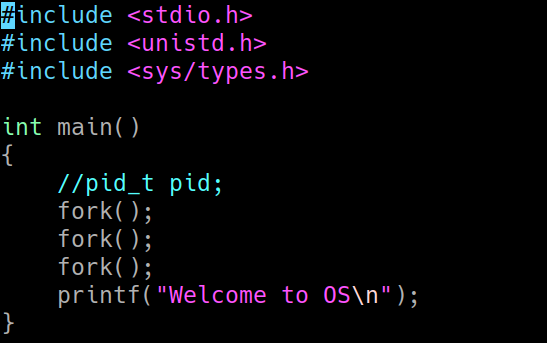 #include <stdio.h>
#include <unistd.h>
#include <sys/types.h>

int main()
{
    //pid_t pid;
    fork();
    fork();
    fork();
    printf("Welcome to OS\n");
}